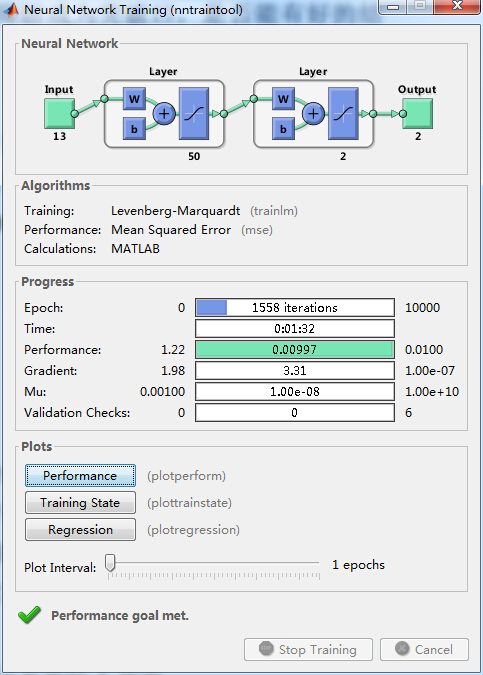 Neural Network Training (nntraintool)
Neural Network
Layer Layer
Input Output
W W
b b
13 2
50 2
Algorithms
Training: Levenberg-Marquardt (trainlm)
Performance: Mean Squared Error (mse)
Calculations: MATLAB
Progress
Epoch: 0 1558 iterations 10000
Time: 0:01:32
Performance: 1.22 0.00997 0.0100
Gradient: 1.98 3.31 1.00e-07
Mu: 0.00100 1.00e-08 1.00e+10
Validation Checks: 0 0 6
Plots
Performance (plotperform)
Training State (plottrainstate)
Regression (plotregression)
Plot Interval: 1 epochs
Performance goal met.
Stop Training Cancel